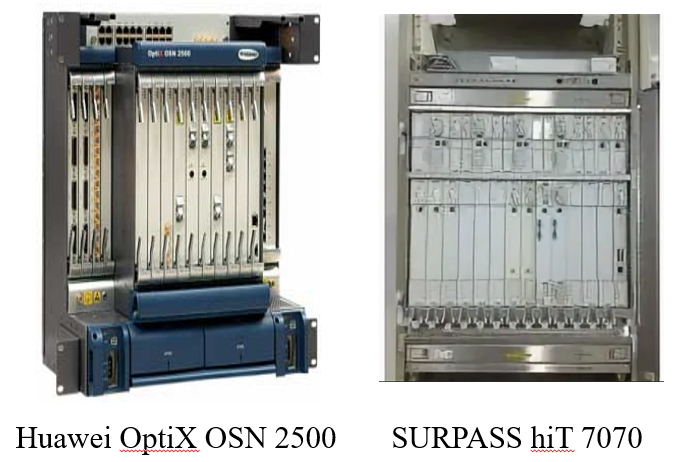 OptiX OSN 2500
Huawei OptiX OSN 2500
SURPASS hiT 7070